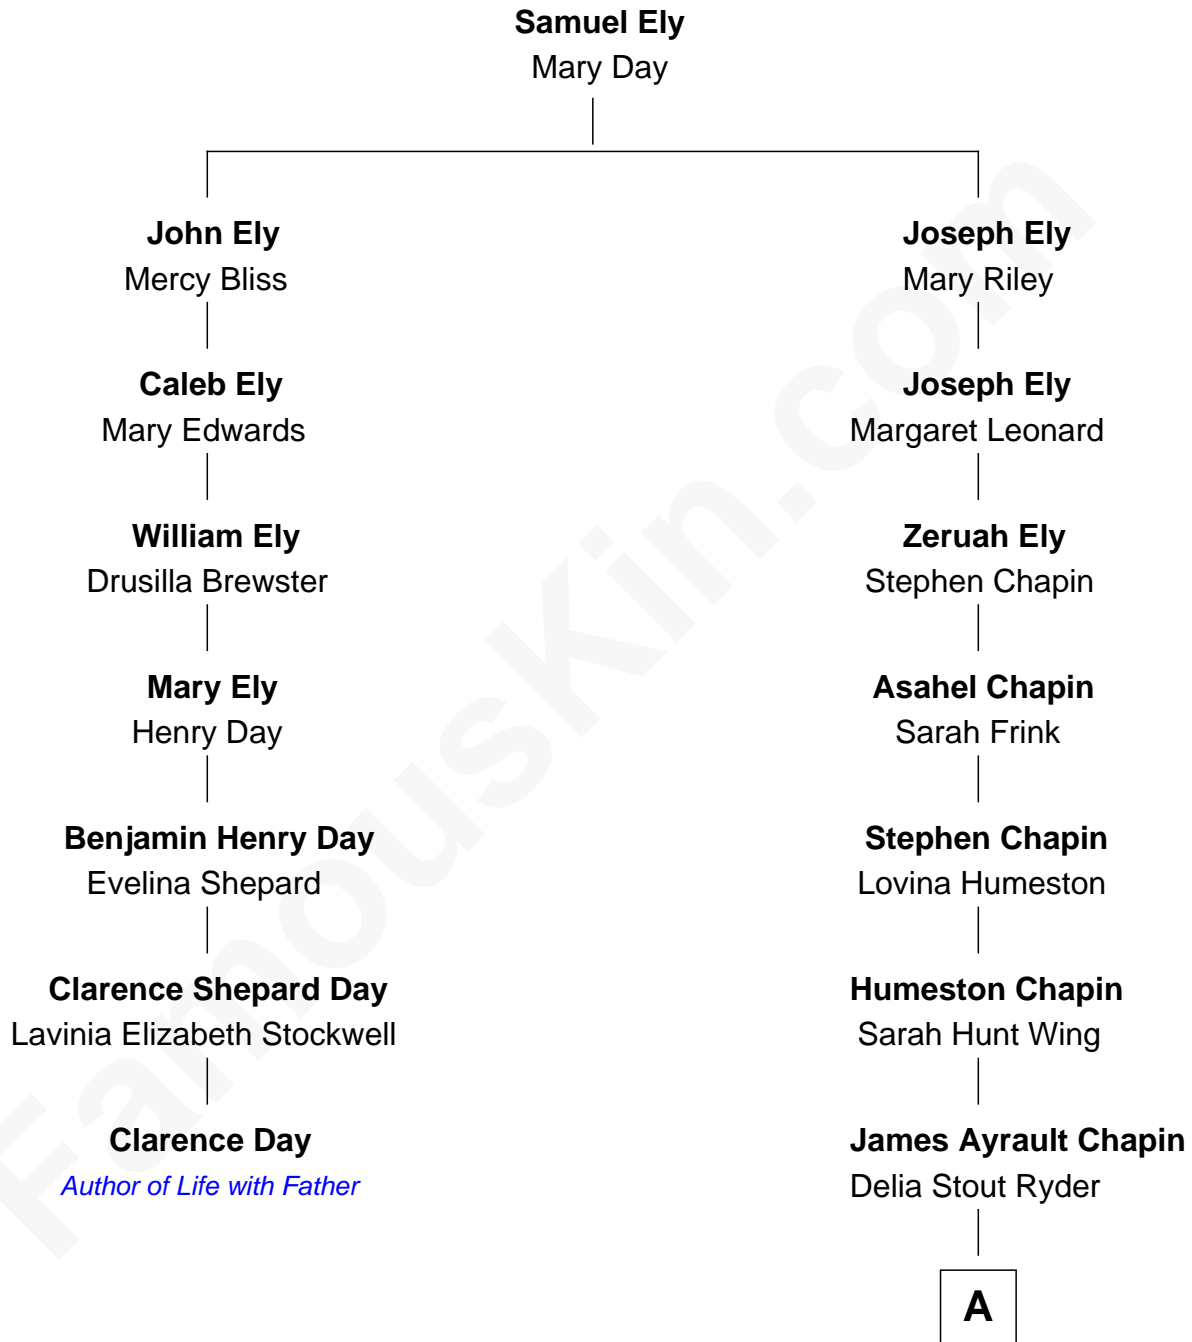 Samuel Ely
Mary Day
John Ely
Mercy Bliss
Caleb Ely
Mary Edwards
William Ely
Drusilla Brewster
Mary Ely
Henry Day
Benjamin Henry Day
Evelina Shepard
Clarence Shepard Day
Lavinia Elizabeth Stockwell
Clarence Day
Author of Life with Father
Joseph Ely
Mary Riley
Joseph Ely
Margaret Leonard
Zeruah Ely
Stephen Chapin
Asahel Chapin
Sarah Frink
Stephen Chapin
Lovina Humeston
Humeston Chapin
Sarah Hunt Wing
James Ayrault Chapin
Delia Stout Ryder
A
FamousKin.com